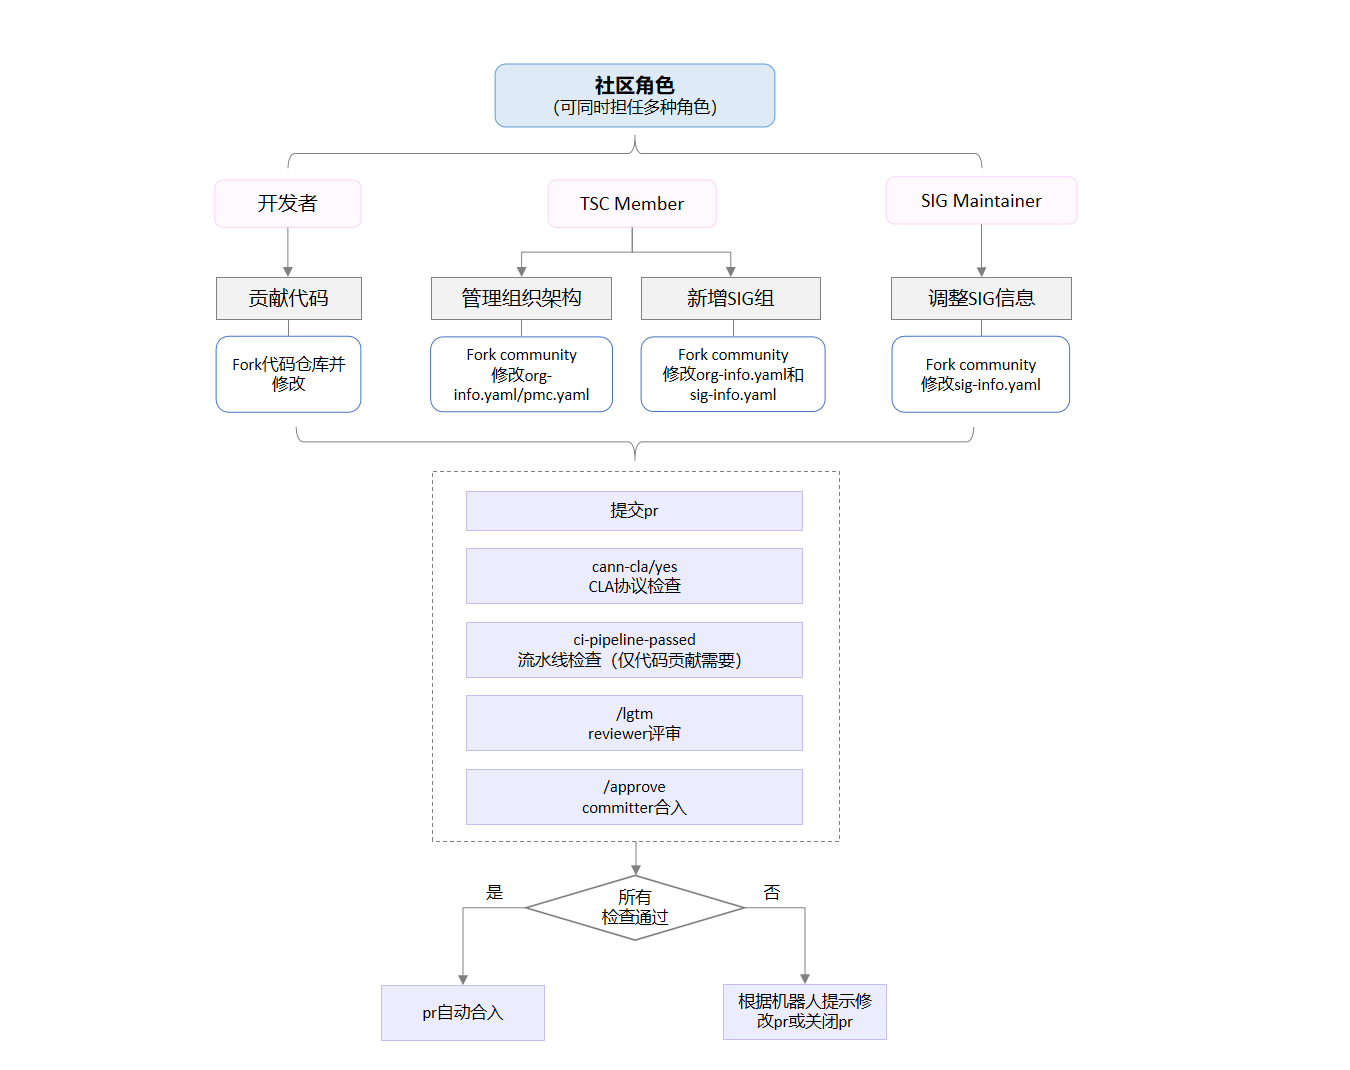 社区角色
（可同时担任多种角色）
开发者
TSC Member
SIG Maintainer
贡献代码
管理组织架构
新增SIG组
调整SIG信息
Fork代码仓库并
修改
Fork community
修改org-
info.yaml/pmc.yaml
Fork community
修改org-info.yaml和
sig-info.yaml
Fork community
修改sig-info.yaml
提交pr
cann-cla/yes
CLA协议检查
ci-pipeline-passed
流水线检查（仅代码贡献需要）
/lgtm
reviewer评审
/approve
committer合入
所有
检查通过
是
否
pr自动合入
根据机器人提示修
改pr或关闭pr